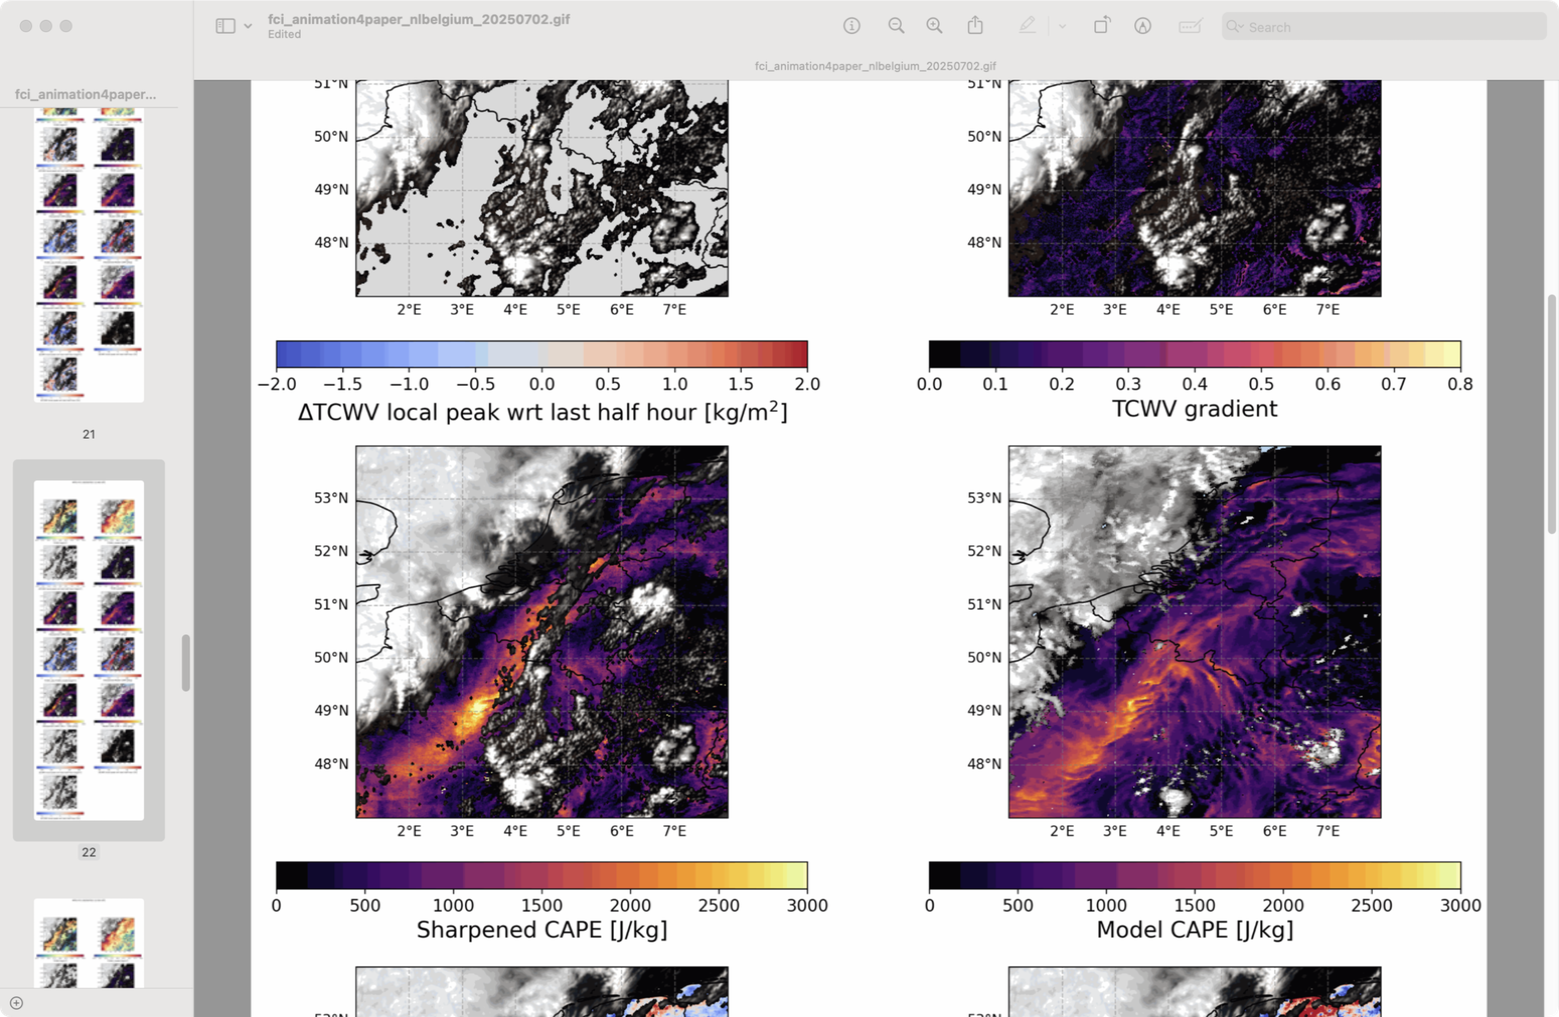 fci_animation4paper_nlbelgium_20250702.gif
Edited
Search
fci_animation4paper_nlbelgium_20250702.gif
fci_animation4paper...
21
22
51°N
50°N
49°N
48°N
2°E 3°E 4°E 5°E 6°E 7°E
−2.0 −1.5 −1.0 −0.5 0.0 0.5 1.0 1.5 2.0
ΔTCWV local peak wrt last half hour [kg/m²]
51°N
50°N
49°N
48°N
2°E 3°E 4°E 5°E 6°E 7°E
0.0 0.1 0.2 0.3 0.4 0.5 0.6 0.7 0.8
TCWV gradient
53°N
52°N
51°N
50°N
49°N
48°N
2°E 3°E 4°E 5°E 6°E 7°E
0 500 1000 1500 2000 2500 3000
Sharpened CAPE [J/kg]
53°N
52°N
51°N
50°N
49°N
48°N
2°E 3°E 4°E 5°E 6°E 7°E
0 500 1000 1500 2000 2500 3000
Model CAPE [J/kg]
53°N
53°N